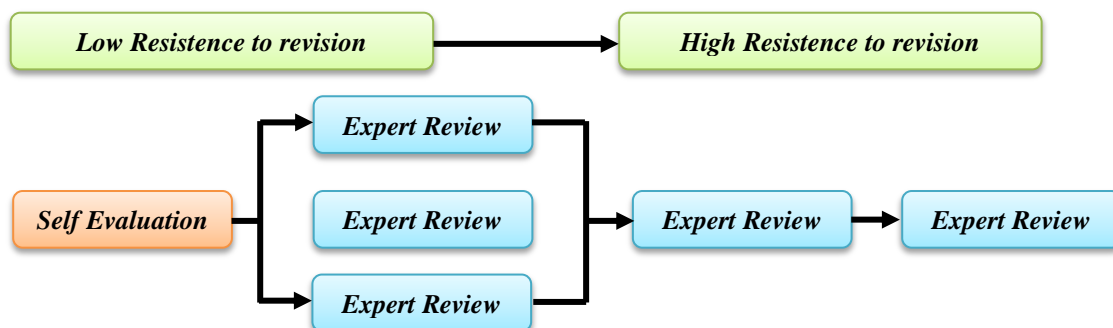 Low Resistence to revision
High Resistence to revision
Expert Review
Self Evaluation
Expert Review
Expert Review
Expert Review
Expert Review